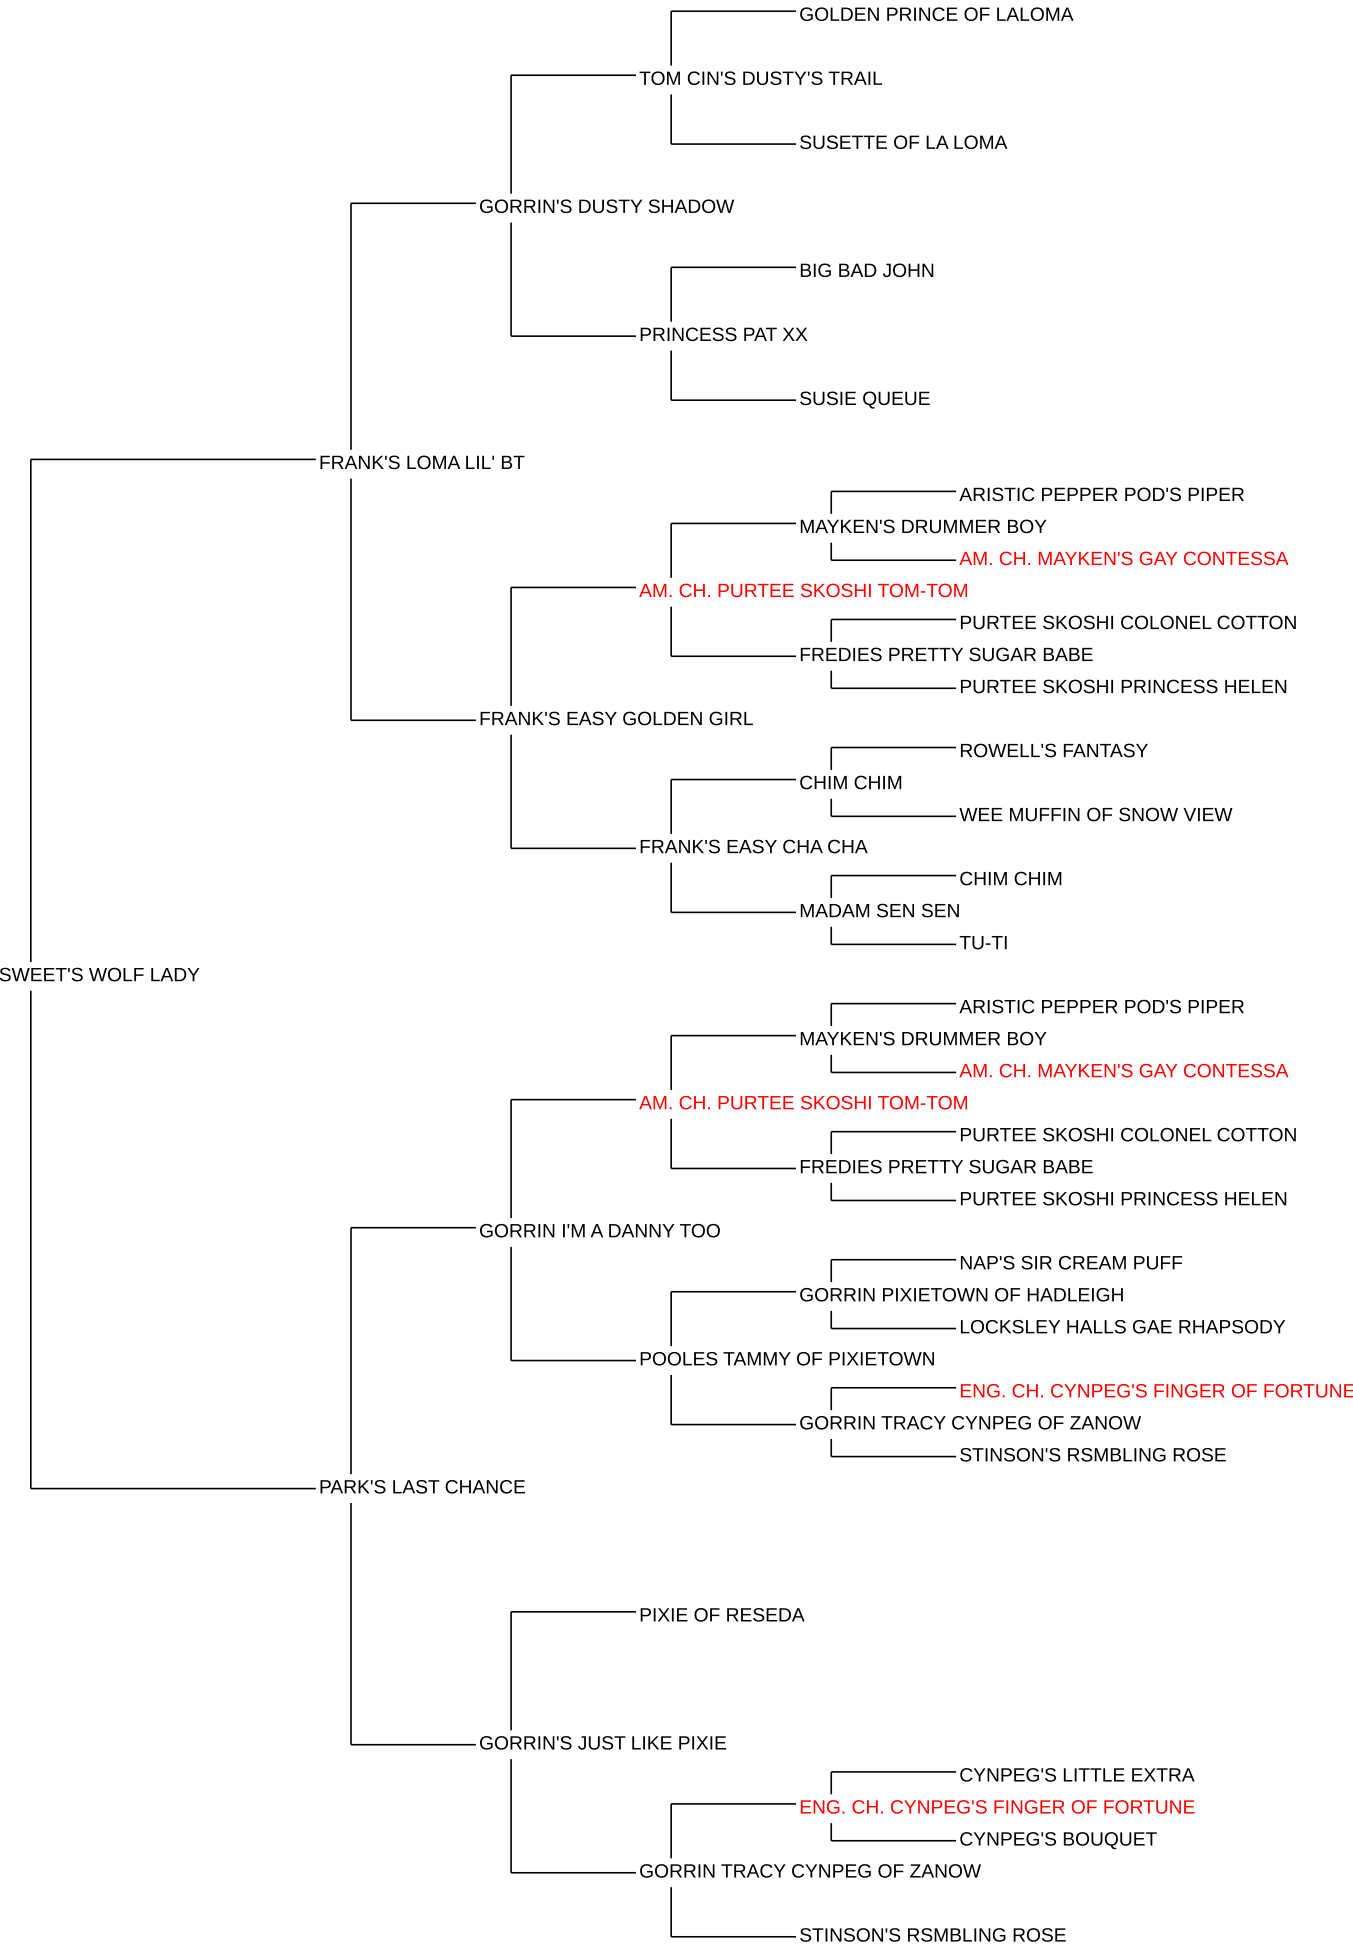 GOLDEN PRINCE OF LALOMA
TOM CIN'S DUSTY'S TRAIL
SUSETTE OF LA LOMA
GORRIN'S DUSTY SHADOW
BIG BAD JOHN
PRINCESS PAT XX
SUSIE QUEUE
FRANK'S LOMA LIL' BT
ARISTIC PEPPER POD'S PIPER
MAYKEN'S DRUMMER BOY
AM. CH. MAYKEN'S GAY CONTESSA
AM. CH. PURTEE SKOSHI TOM-TOM
PURTEE SKOSHI COLONEL COTTON
FREDIES PRETTY SUGAR BABE
PURTEE SKOSHI PRINCESS HELEN
FRANK'S EASY GOLDEN GIRL
ROWELL'S FANTASY
CHIM CHIM
WEE MUFFIN OF SNOW VIEW
FRANK'S EASY CHA CHA
CHIM CHIM
MADAM SEN SEN
TU-TI
SWEET'S WOLF LADY
ARISTIC PEPPER POD'S PIPER
MAYKEN'S DRUMMER BOY
AM. CH. MAYKEN'S GAY CONTESSA
AM. CH. PURTEE SKOSHI TOM-TOM
PURTEE SKOSHI COLONEL COTTON
FREDIES PRETTY SUGAR BABE
PURTEE SKOSHI PRINCESS HELEN
GORRIN I'M A DANNY TOO
NAP'S SIR CREAM PUFF
GORRIN PIXIETOWN OF HADLEIGH
LOCKSLEY HALLS GAE RHAPSODY
POOLES TAMMY OF PIXIETOWN
ENG. CH. CYNPEG'S FINGER OF FORTUNE
GORRIN TRACY CYNPEG OF ZANOW
STINSON'S RSMBLING ROSE
PARK'S LAST CHANCE
PIXIE OF RESEDA
GORRIN'S JUST LIKE PIXIE
CYNPEG'S LITTLE EXTRA
ENG. CH. CYNPEG'S FINGER OF FORTUNE
CYNPEG'S BOUQUET
GORRIN TRACY CYNPEG OF ZANOW
STINSON'S RSMBLING ROSE